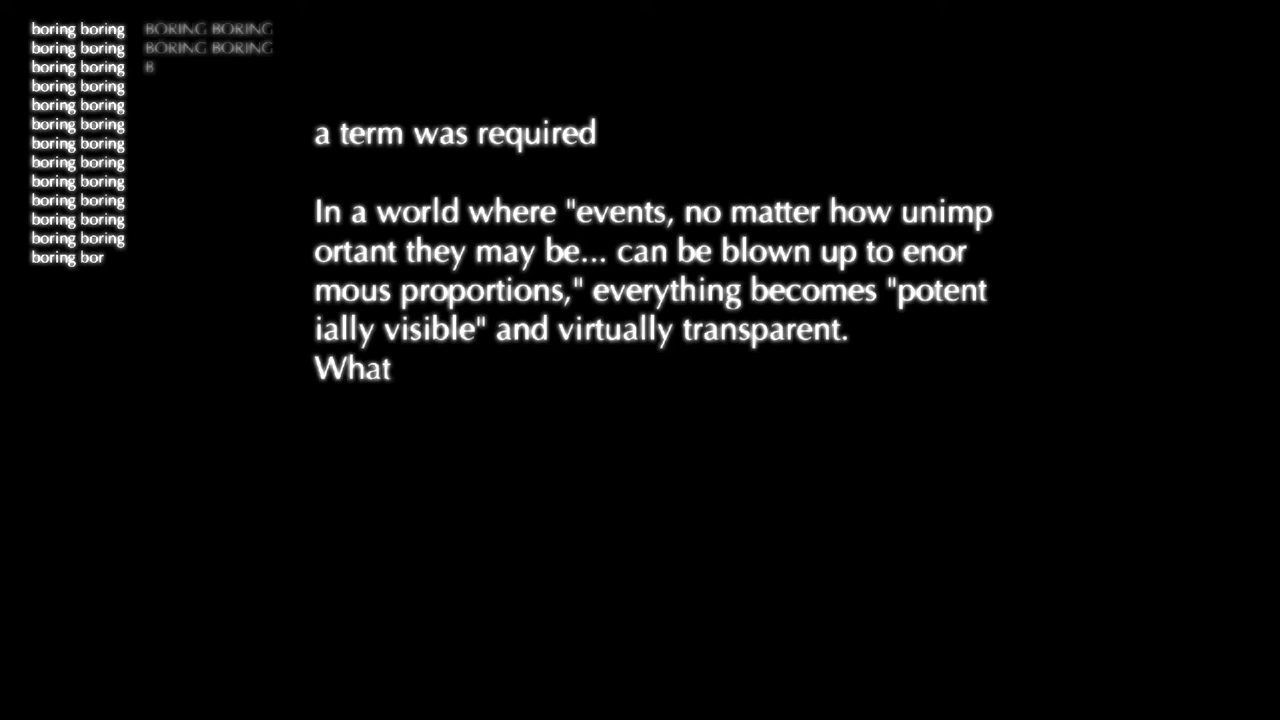 boring boring
boring boring
boring boring
boring boring
boring boring
boring boring
boring boring
boring boring
boring boring
boring boring
boring boring
boring boring
boring bor
BORING BORING
BORING BORING
B
a term was required
In a world where "events, no matter how unimp
ortant they may be... can be blown up to enor
mous proportions," everything becomes "potent
ially visible" and virtually transparent.
What